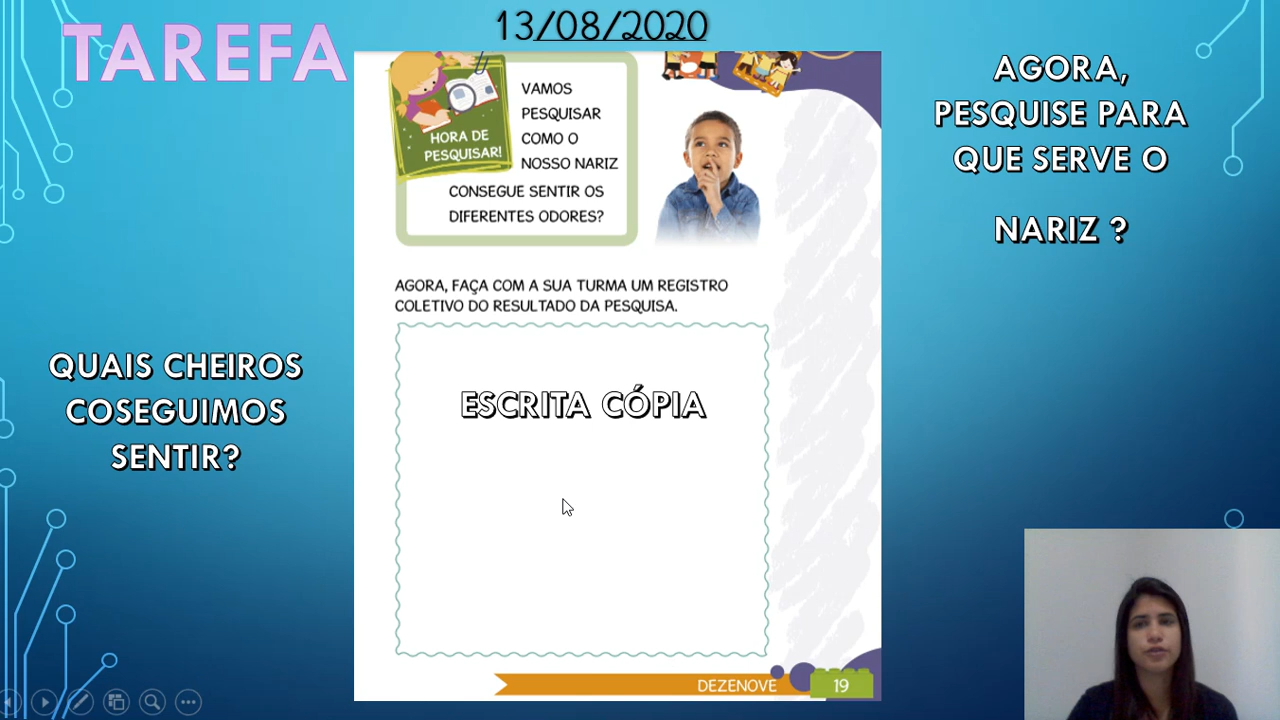 TAREFA
13/08/2020
HORA DE
PESQUISAR!
VAMOS
PESQUISAR
COMO O
NOSSO NARIZ
CONSEGUE SENTIR OS
DIFERENTES ODORES?
AGORA, FAÇA COM A SUA TURMA UM REGISTRO
COLETIVO DO RESULTADO DA PESQUISA.
ESCRITA CÓPIA
DEZENOVE 19
QUAIS CHEIROS
COSEGUIMOS
SENTIR?
AGORA,
PESQUISE PARA
QUE SERVE O
NARIZ ?